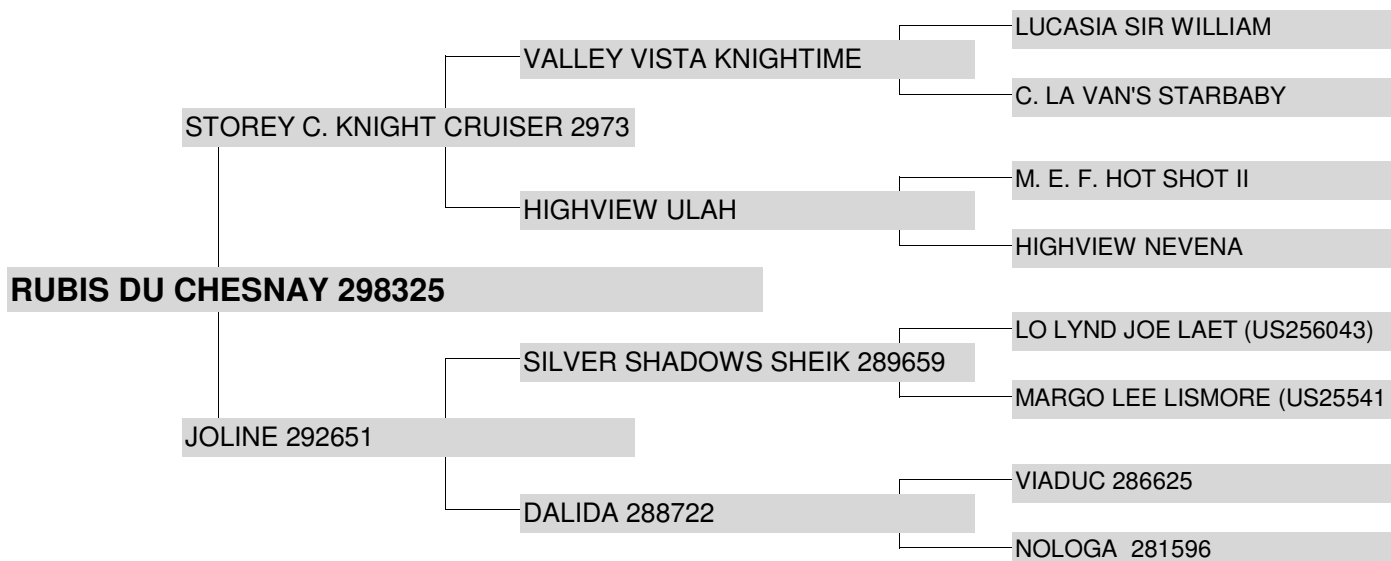 LUCASIA SIR WILLIAM
VALLEY VISTA KNIGHTIME
C. LA VAN'S STARBABY
STOREY C. KNIGHT CRUISER 2973
M. E. F. HOT SHOT II
HIGHVIEW ULAH
HIGHVIEW NEVENA
RUBIS DU CHESNAY 298325
LO LYND JOE LAET (US256043)
SILVER SHADOWS SHEIK 289659
MARGO LEE LISMORE (US25541
JOLINE 292651
VIADUC 286625
DALIDA 288722
NOLOGA 281596